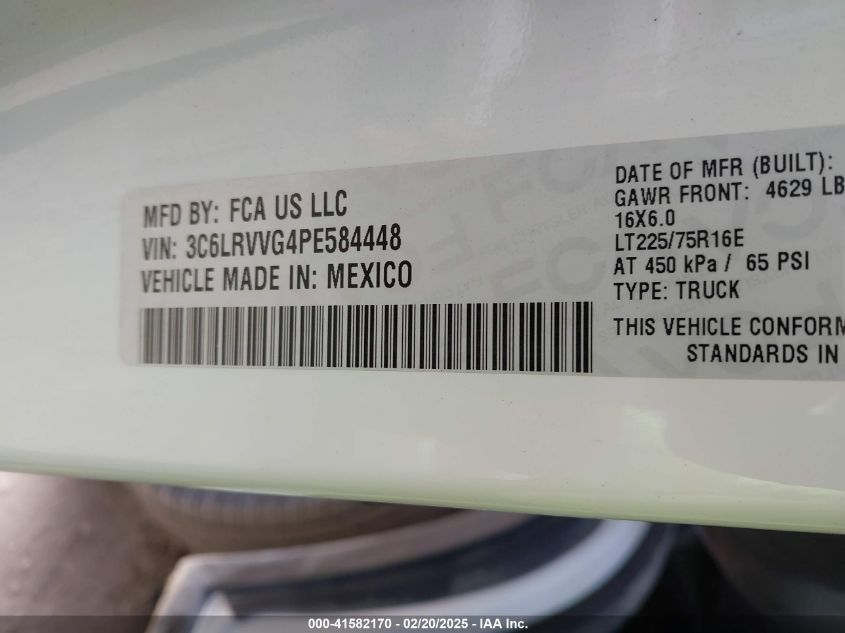 MFD BY: FCA US LLC
VIN: 3C6LRVVG4PE584448
VEHICLE MADE IN: MEXICO
DATE OF MFR (BUILT):
GAWR FRONT: 4629 LB
16X6.0
LT225/75R16E
AT 450 kPa / 65 PSI
TYPE: TRUCK
THIS VEHICLE CONFORM
STANDARDS IN
000-41582170 - 02/20/2025 - IAA Inc.